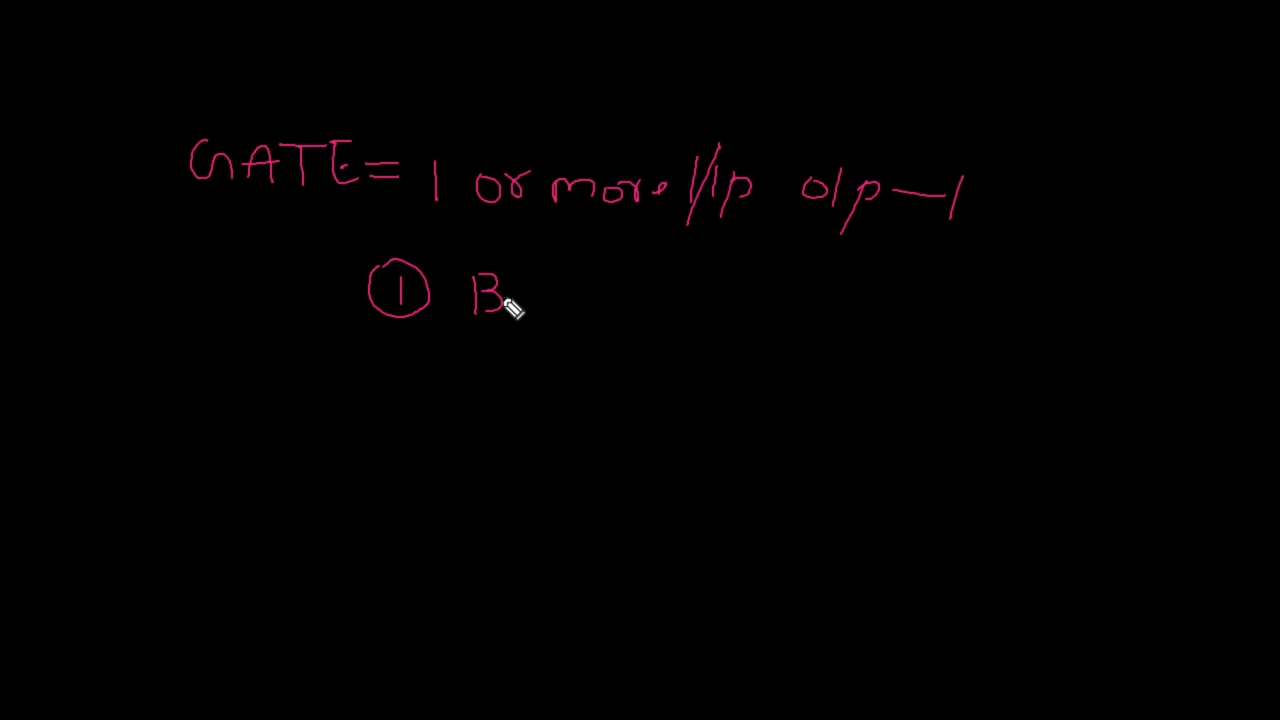 GATE = 1 or more I/p o/p — 1
① B